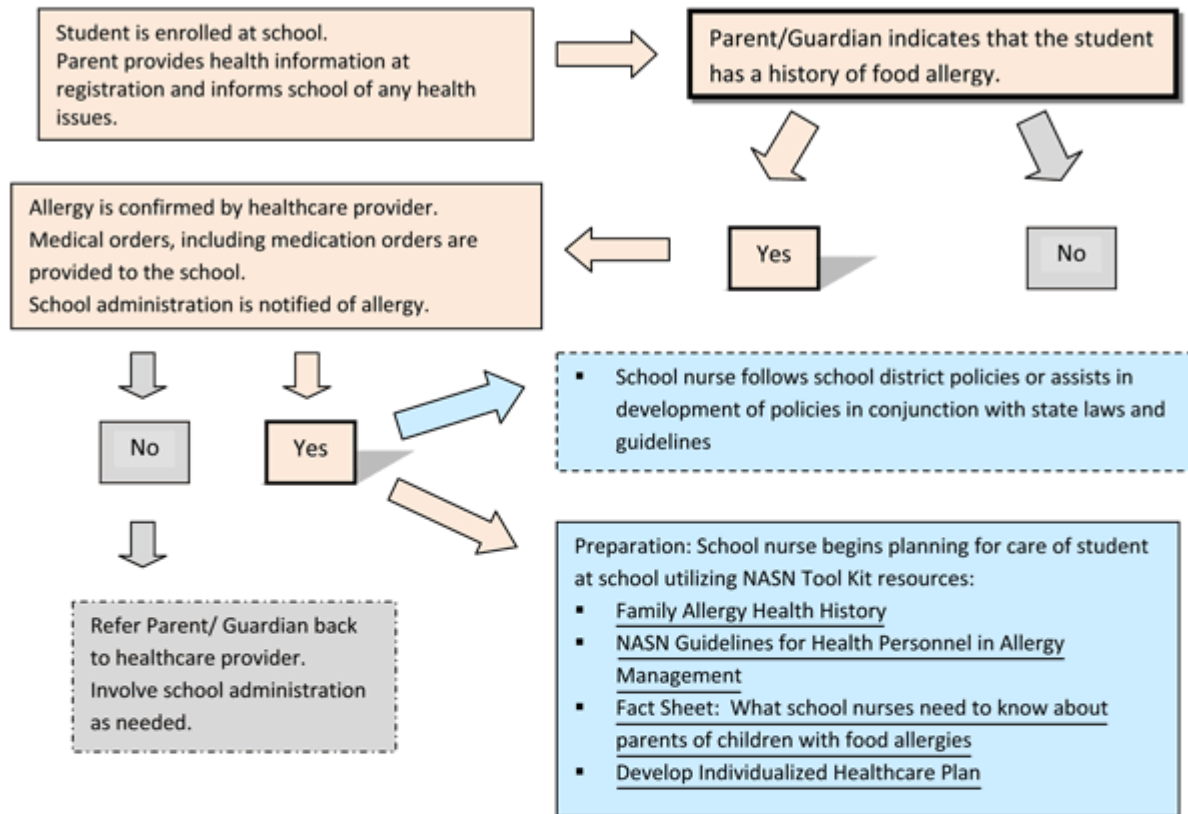 Student is enrolled at school.
Parent provides health information at
registration and informs school of any health
issues.
Parent/Guardian indicates that the student
has a history of food allergy.
Yes
No
Allergy is confirmed by healthcare provider.
Medical orders, including medication orders are
provided to the school.
School administration is notified of allergy.
No
Yes
▪ School nurse follows school district policies or assists in
development of policies in conjunction with state laws and
guidelines
Refer Parent/ Guardian back
to healthcare provider.
Involve school administration
as needed.
Preparation: School nurse begins planning for care of student
at school utilizing NASN Tool Kit resources:
▪ Family Allergy Health History
▪ NASN Guidelines for Health Personnel in Allergy
Management
▪ Fact Sheet:  What school nurses need to know about
parents of children with food allergies
▪ Develop Individualized Healthcare Plan